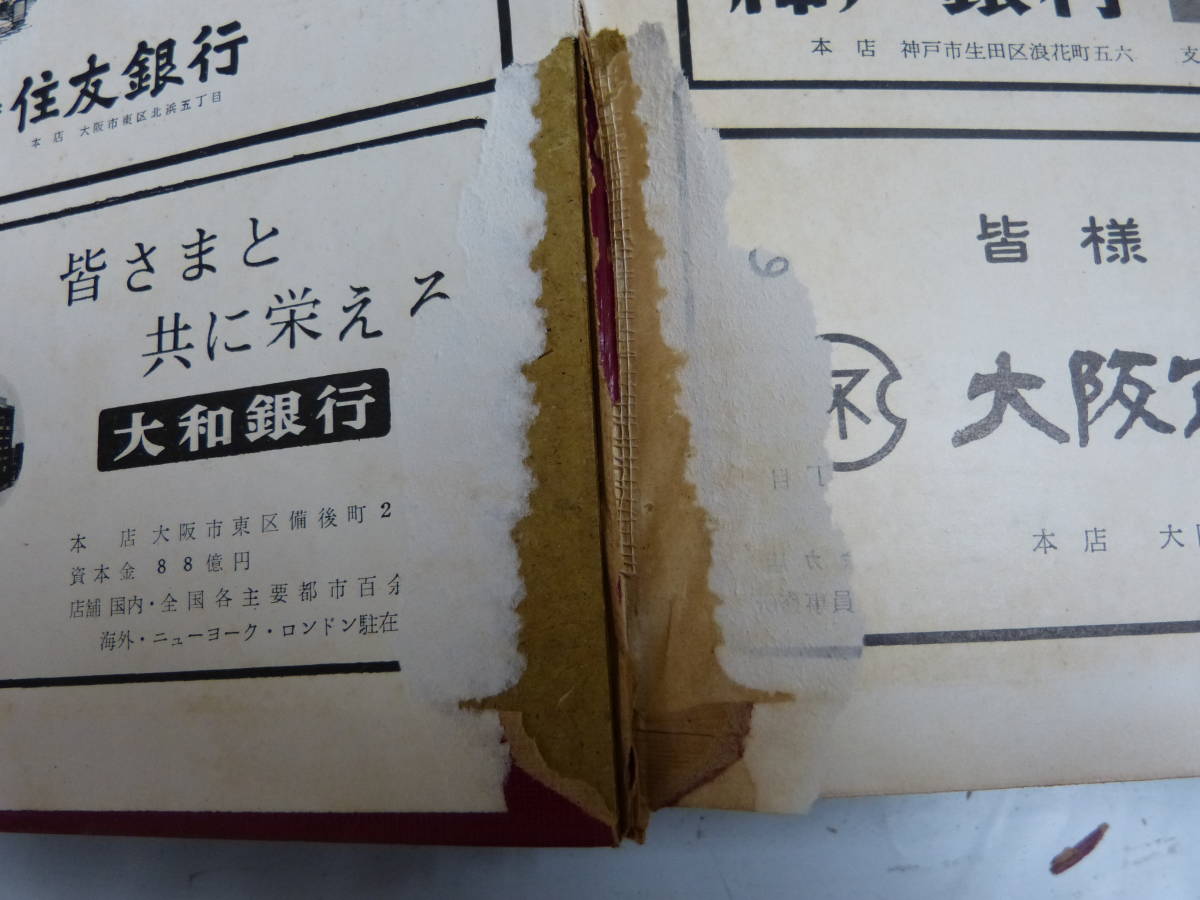 住友銀行
本店 大阪市東区北浜五丁目
皆さまと
共に栄え
大和銀行
本 店 大阪市東区備後町2
資本金 88億円
店舗 国内・全国各主要都市百余
海外・ニューヨーク・ロンドン駐在
銀行
本店 神戸市生田区浪花町五六 支
6
皆様
大阪
本店 大